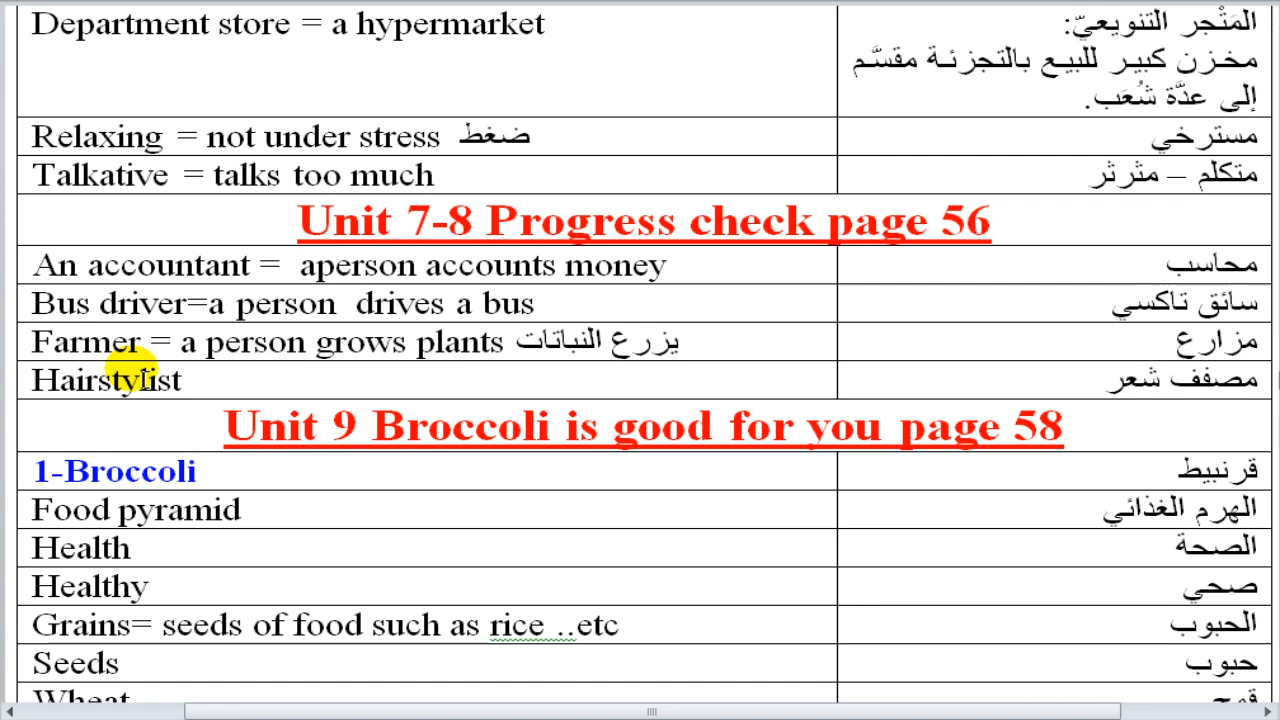 Department store = a hypermarket
المَتْجر التنويعيّ:
مخزن كبير للبيع بالتجزئة مقسَّم
إلى عدَّة شُعَب.
Relaxing = not under stress ضغط
مسترخي
Talkative = talks too much
متكلم – مثرثر
Unit 7-8 Progress check page 56
An accountant = aperson accounts money
محاسب
Bus driver=a person drives a bus
سائق تاكسي
Farmer = a person grows plants يزرع النباتات
مزارع
Hairstylist
مصفف شعر
Unit 9 Broccoli is good for you page 58
1-Broccoli
قرنبيط
Food pyramid
الهرم الغذائي
Health
الصحة
Healthy
صحي
Grains= seeds of food such as rice ..etc
الحبوب
Seeds
حبوب
Wheat
قمح